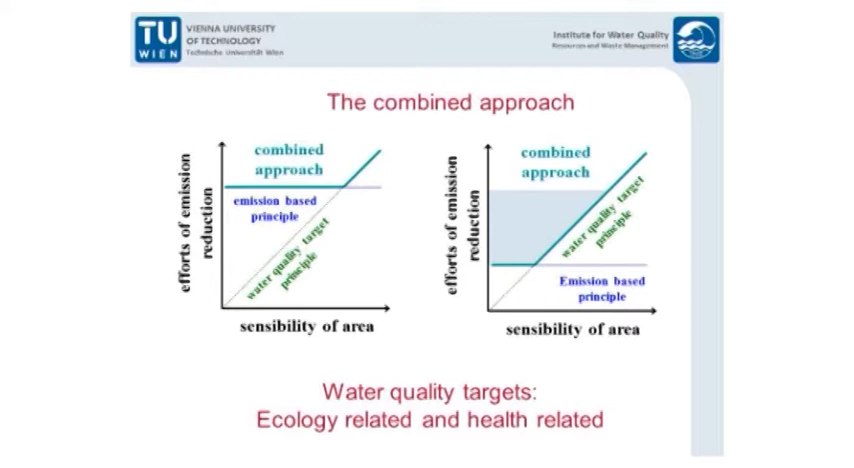 TU
WIEN
VIENNA UNIVERSITY
OF TECHNOLOGY
Technische Universität Wien
Institute for Water Quality
Resources and Waste Management
The combined approach
efforts of emission
reduction
combined
approach
emission based
principle
water quality target
principle
sensibility of area
efforts of emission
reduction
combined
approach
water quality target
principle
Emission based
principle
sensibility of area
Water quality targets:
Ecology related and health related